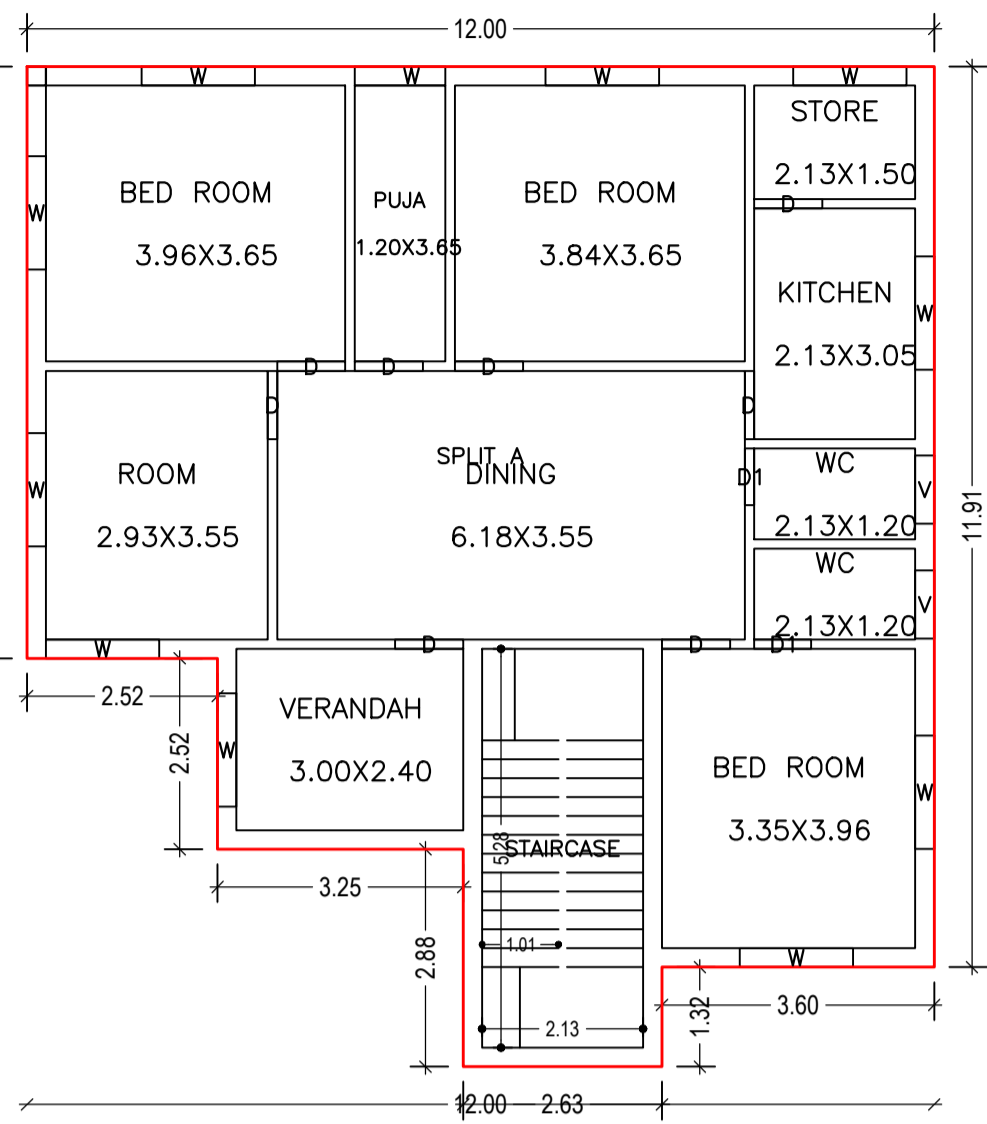 12.00
W W W W
STORE
2.13X1.50
BED ROOM
3.96X3.65
PUJA
1.20X3.65
BED ROOM
3.84X3.65
D
W
KITCHEN
2.13X3.05
W
D D D
D
D
ROOM
2.93X3.55
W
SPLIT A
DINING
6.18X3.55
D1
WC
2.13X1.20
V
WC
2.13X1.20
V
11.91
W
D
D
D1
2.52
2.52
VERANDAH
3.00X2.40
W
BED ROOM
3.35X3.96
W
5.28
STAIRCASE
3.25
2.88
1.01
W
2.13
1.32
3.60
12.00
2.63